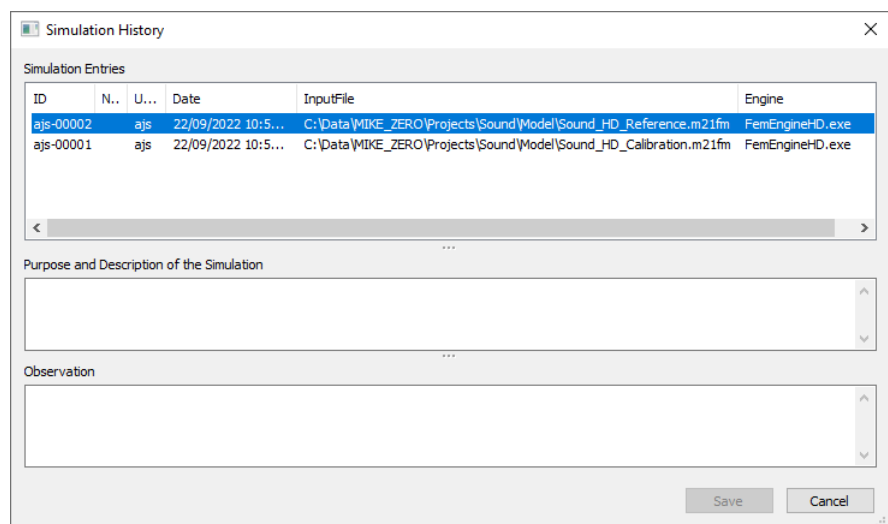 Simulation History
Simulation Entries
ID N.. U... Date InputFile Engine
ajs-00002 ajs 22/09/2022 10:5... C:\Data\MIKE_ZERO\Projects\Sound\Model\Sound_HD_Reference.m21fm FemEngineHD.exe
ajs-00001 ajs 22/09/2022 10:5... C:\Data\MIKE_ZERO\Projects\Sound\Model\Sound_HD_Calibration.m21fm FemEngineHD.exe
Purpose and Description of the Simulation
Observation
Save Cancel